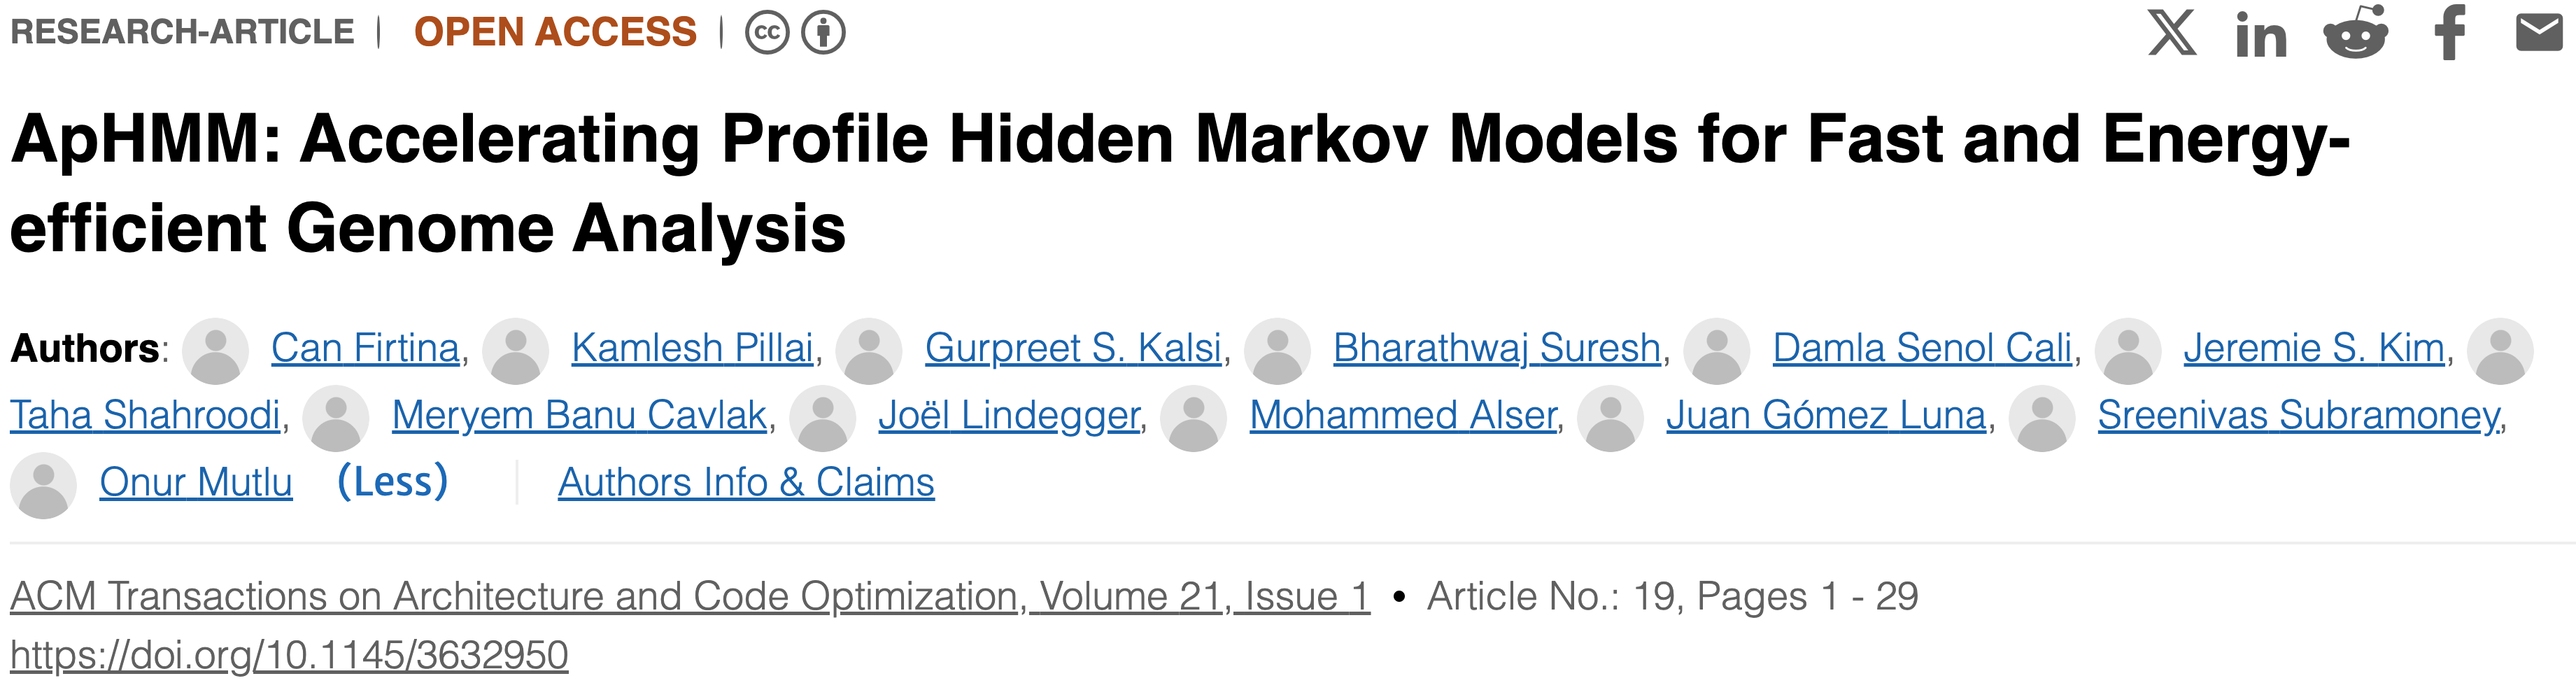 RESEARCH-ARTICLE | OPEN ACCESS |
ApHMM: Accelerating Profile Hidden Markov Models for Fast and Energy-
efficient Genome Analysis
Authors: Can Firtina, Kamlesh Pillai, Gurpreet S. Kalsi, Bharathwaj Suresh, Damla Senol Cali, Jeremie S. Kim,
Taha Shahroodi, Meryem Banu Cavlak, Joël Lindegger, Mohammed Alser, Juan Gómez Luna, Sreenivas Subramoney,
Onur Mutlu (Less) | Authors Info & Claims
ACM Transactions on Architecture and Code Optimization, Volume 21, Issue 1 • Article No.: 19, Pages 1 - 29
https://doi.org/10.1145/3632950